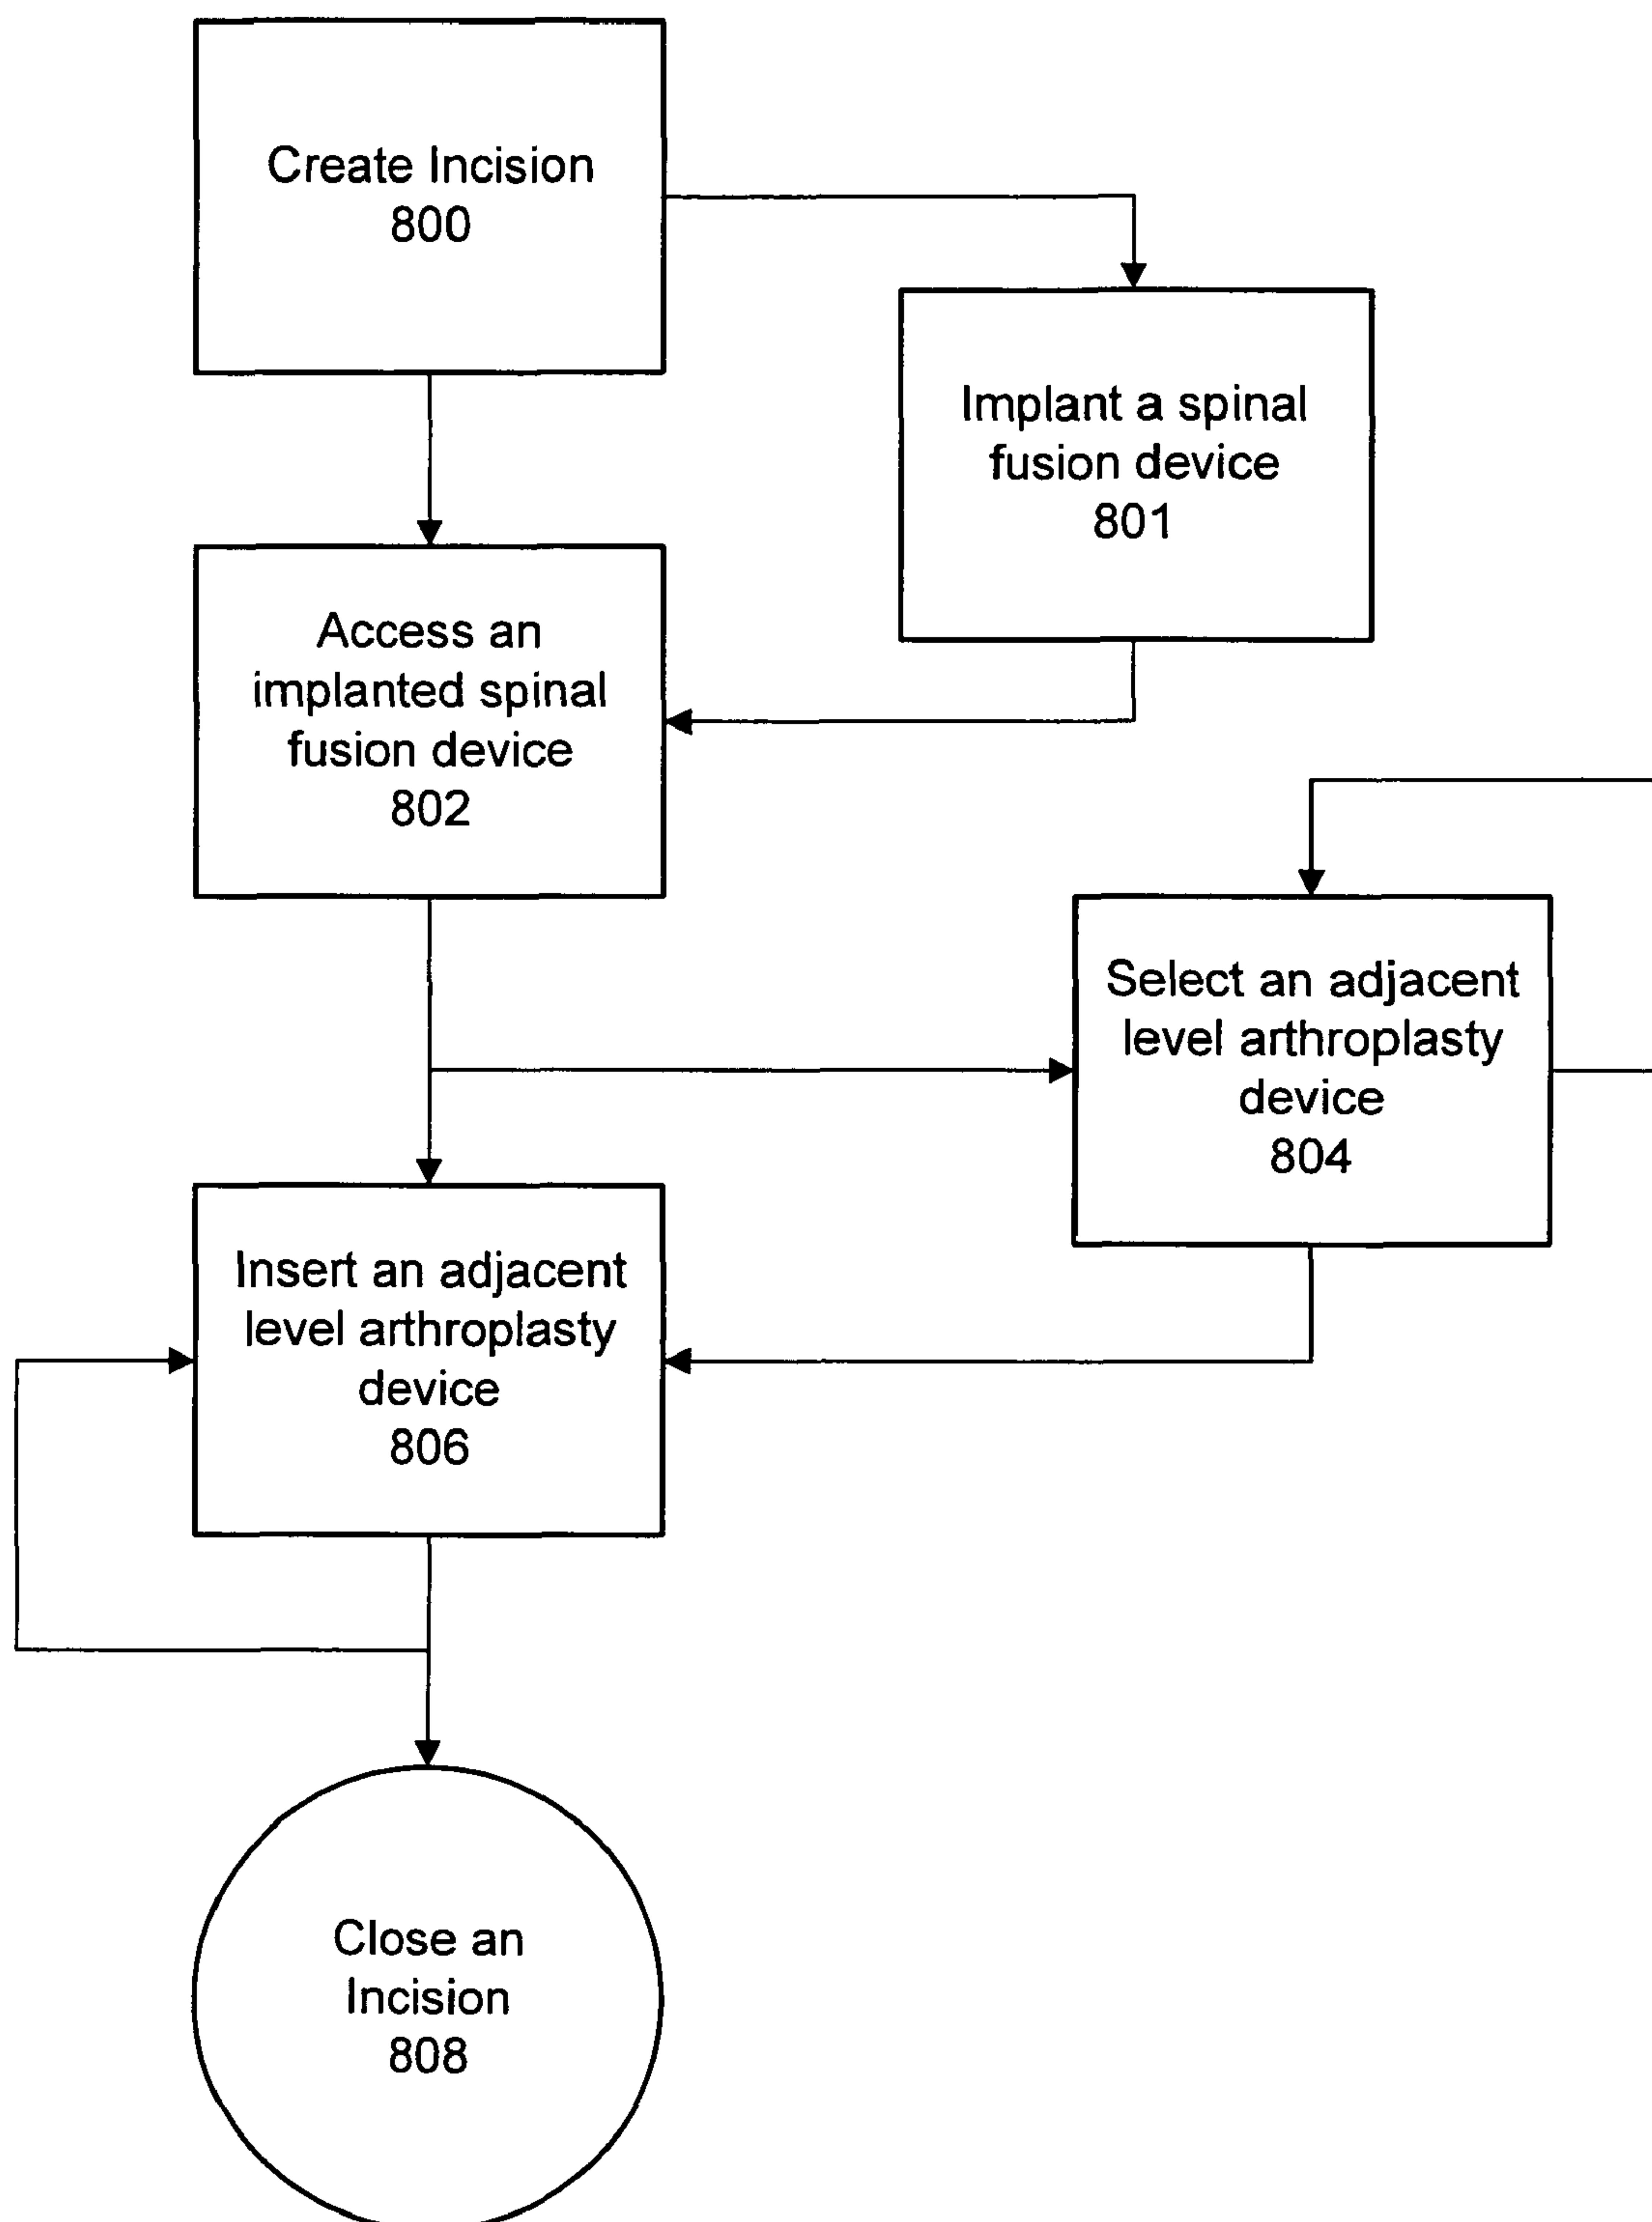 Create Incision
800
Implant a spinal
fusion device
801
Access an
implanted spinal
fusion device
802
Select an adjacent
level arthroplasty
device
804
Insert an adjacent
level arthroplasty
device
806
Close an
Incision
808